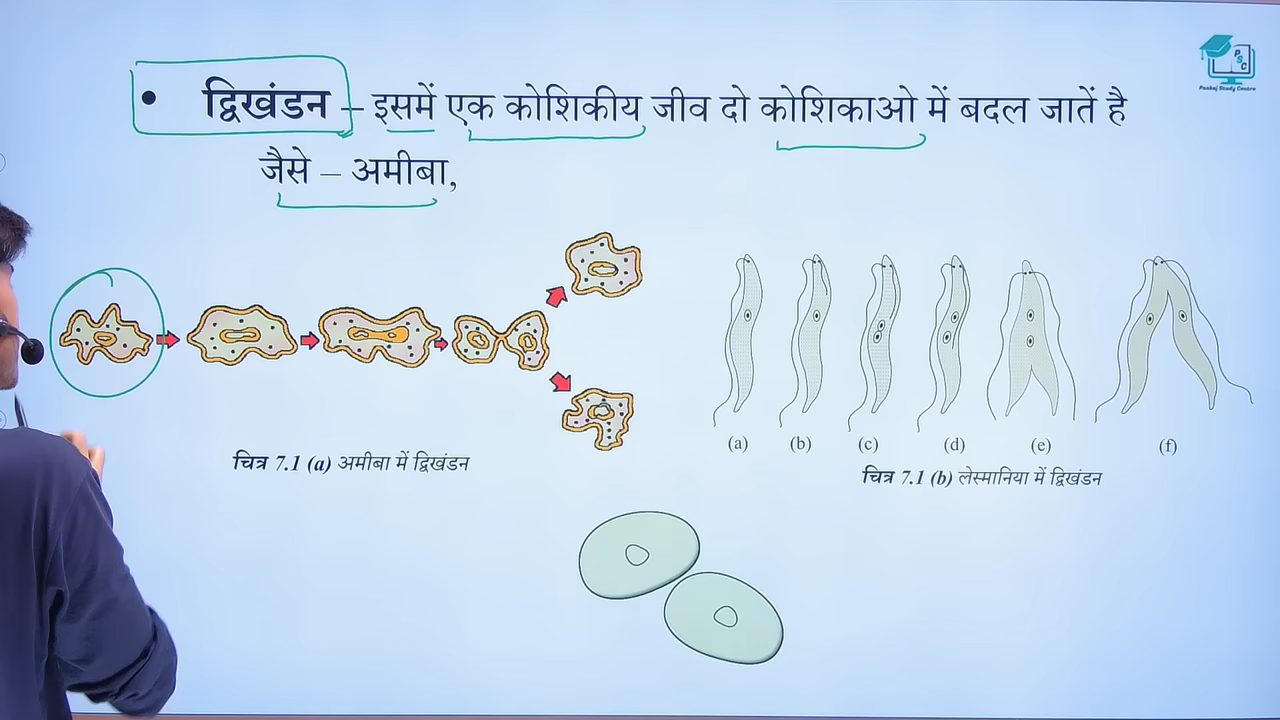 • द्विखंडन – इसमें एक कोशिकीय जीव दो कोशिकाओ में बदल जातें है
जैसे – अमीबा,
(a) (b) (c) (d) (e) (f)
चित्र 7.1 (a) अमीबा में द्विखंडन
चित्र 7.1 (b) लेस्मानिया में द्विखंडन
PSC
Pankaj Study Centre